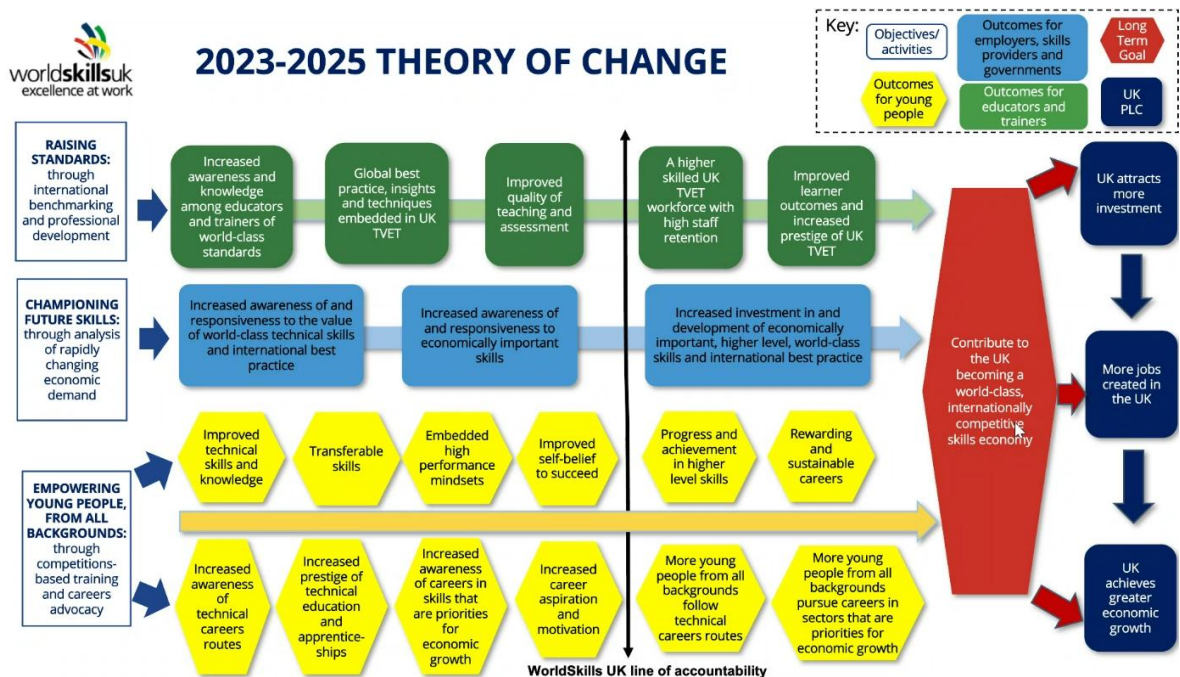 worldskillsuk
excellence at work
2023-2025 THEORY OF CHANGE
Key:
Objectives/
activities
Outcomes for
employers, skills
providers and
governments
Long
Term
Goal
Outcomes
for young
people
Outcomes for
educators and
trainers
UK
PLC
RAISING
STANDARDS:
through
international
benchmarking
and professional
development
Increased
awareness and
knowledge
among educators
and trainers of
world-class
standards
Global best
practice, insights
and techniques
embedded in UK
TVET
Improved
quality of
teaching and
assessment
A higher
skilled UK
TVET
workforce with
high staff
retention
Improved
learner
outcomes and
increased
prestige of UK
TVET
CHAMPIONING
FUTURE SKILLS:
through
analysis of
rapidly
changing
economic
demand
Increased awareness of and
responsiveness to the value
of world-class technical skills
and international best
practice
Increased awareness of
and responsiveness to
economically important
skills
Increased investment in and
development of economically
important, higher level, world-class
skills and international best practice
EMPOWERING
YOUNG PEOPLE,
FROM ALL
BACKGROUNDS:
through
competitions-
based training
and careers
advocacy
Improved
technical
skills and
knowledge
Transferable
skills
Embedded
high
performance
mindsets
Improved
self-belief
to succeed
Progress and
achievement
in higher
level skills
Rewarding
and
sustainable
careers
Increased
awareness
of
technical
careers
routes
Increased
prestige of
technical
education
and
apprentice-
ships
Increased
awareness
of careers in
skills that
are priorities
for
economic
growth
Increased
career
aspiration
and
motivation
More young
people from
all
backgrounds
follow
technical
careers routes
More young
people from all
backgrounds
pursue careers in
sectors that are
priorities for
economic growth
WorldSkills UK line of accountability
Contribute to
the UK
becoming a
world-class,
internationally
competitive
skills economy
UK attracts
more
investment
More jobs
created in
the UK
UK
achieves
greater
economic
growth